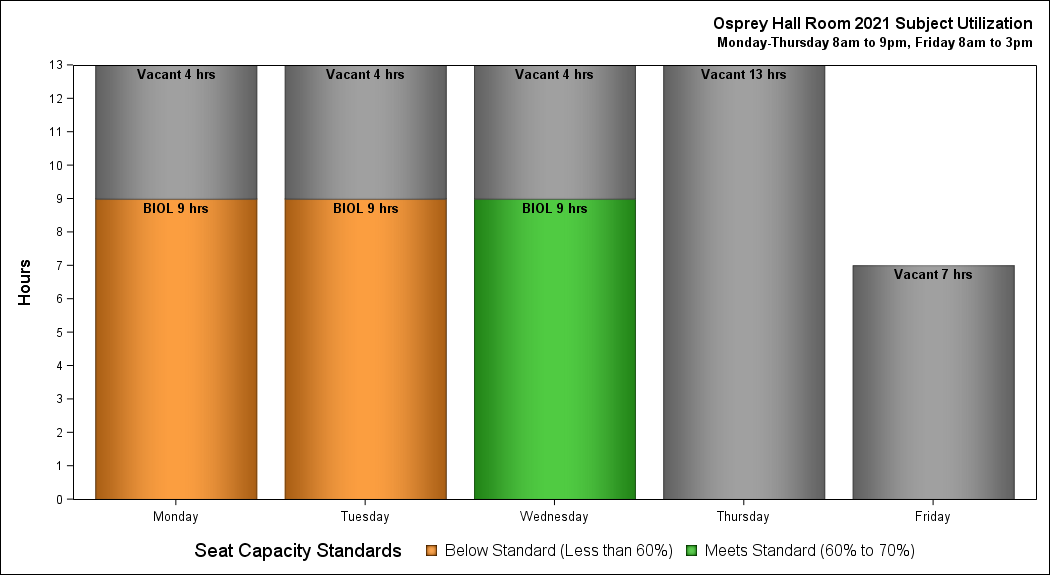 Osprey Hall Room 2021 Subject Utilization
Monday-Thursday 8am to 9pm, Friday 8am to 3pm
Hours
13
12
11
10
9
8
7
6
5
4
3
2
1
0
Vacant 4 hrs
Vacant 4 hrs
Vacant 4 hrs
Vacant 13 hrs
BIOL 9 hrs
BIOL 9 hrs
BIOL 9 hrs
Vacant 7 hrs
Monday
Tuesday
Wednesday
Thursday
Friday
Seat Capacity Standards
Below Standard (Less than 60%)
Meets Standard (60% to 70%)